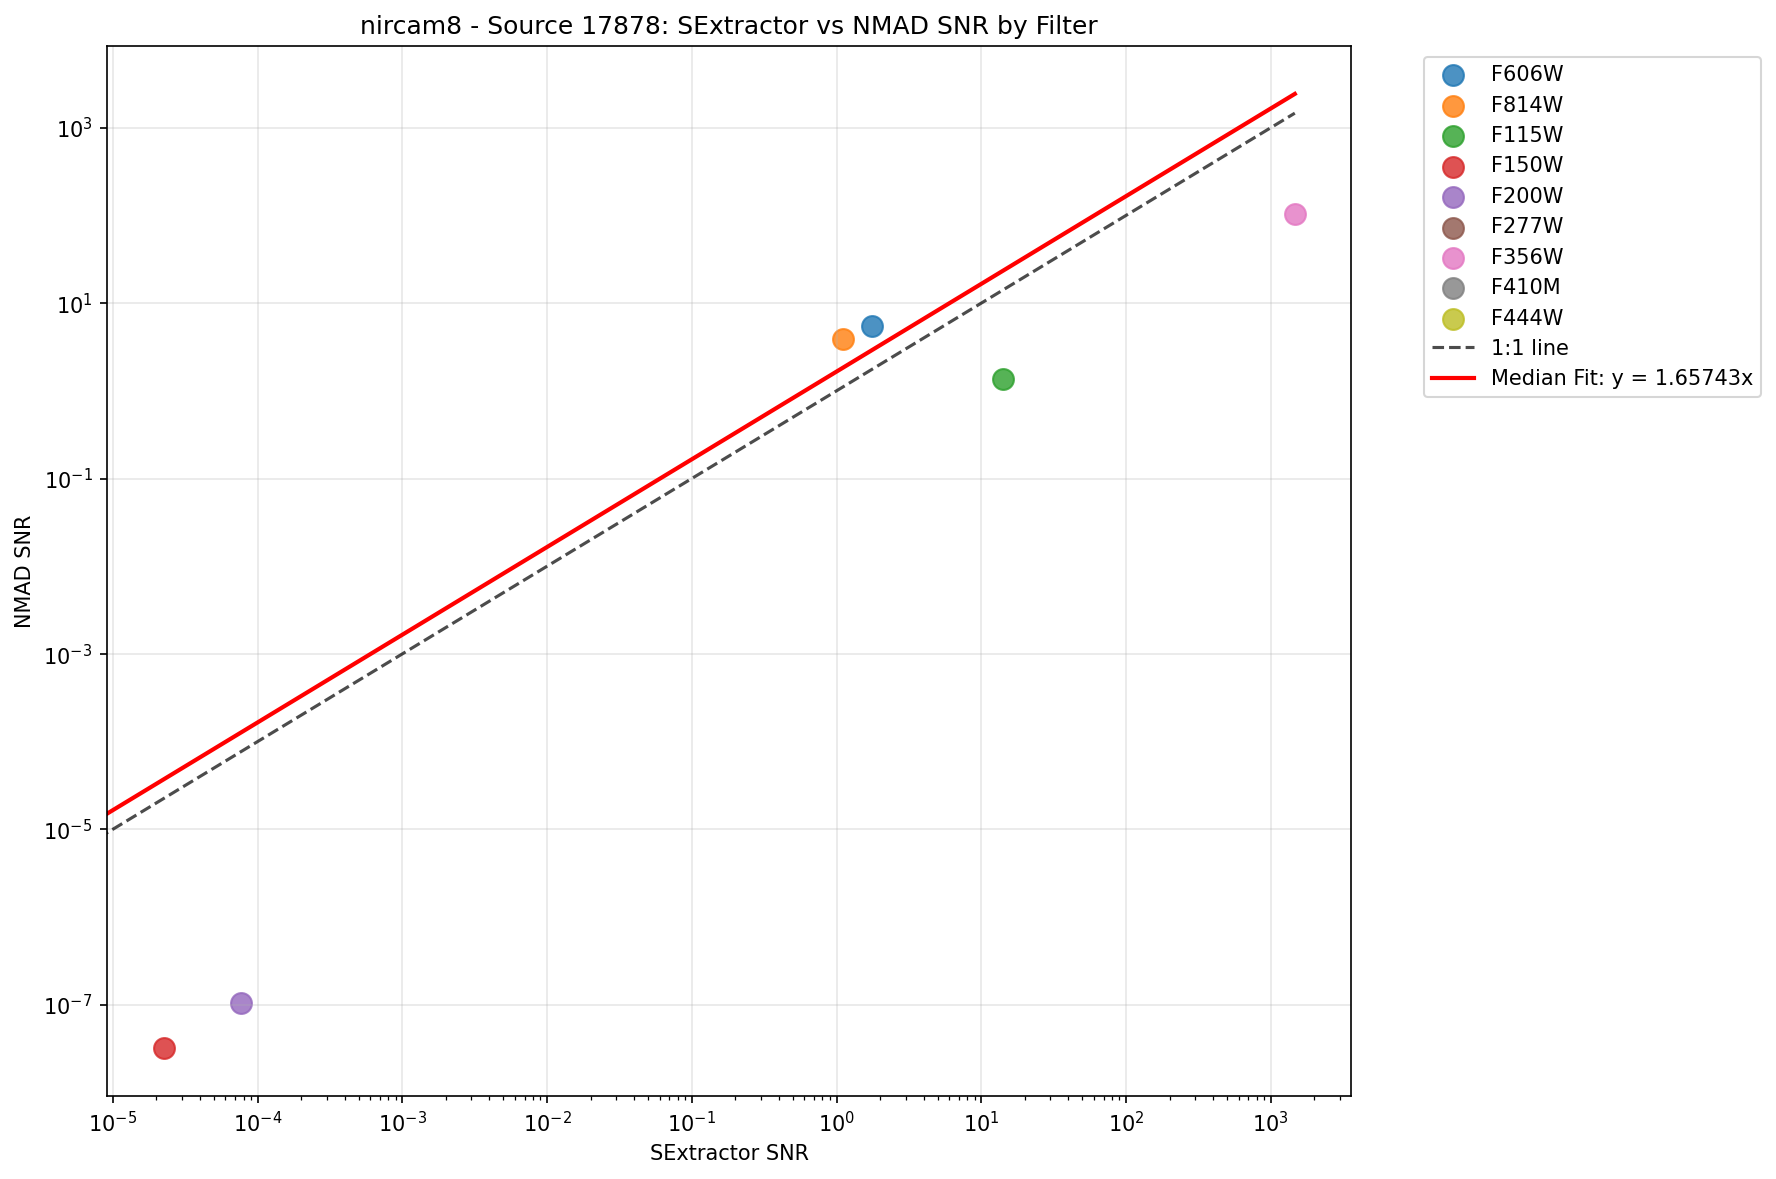 nircam8 - Source 17878: SExtractor vs NMAD SNR by Filter
NMAD SNR
10³
10¹
10⁻¹
10⁻³
10⁻⁵
10⁻⁷
10⁻⁵ 10⁻⁴ 10⁻³ 10⁻² 10⁻¹ 10⁰ 10¹ 10² 10³
SExtractor SNR
F606W
F814W
F115W
F150W
F200W
F277W
F356W
F410M
F444W
1:1 line
Median Fit: y = 1.65743x